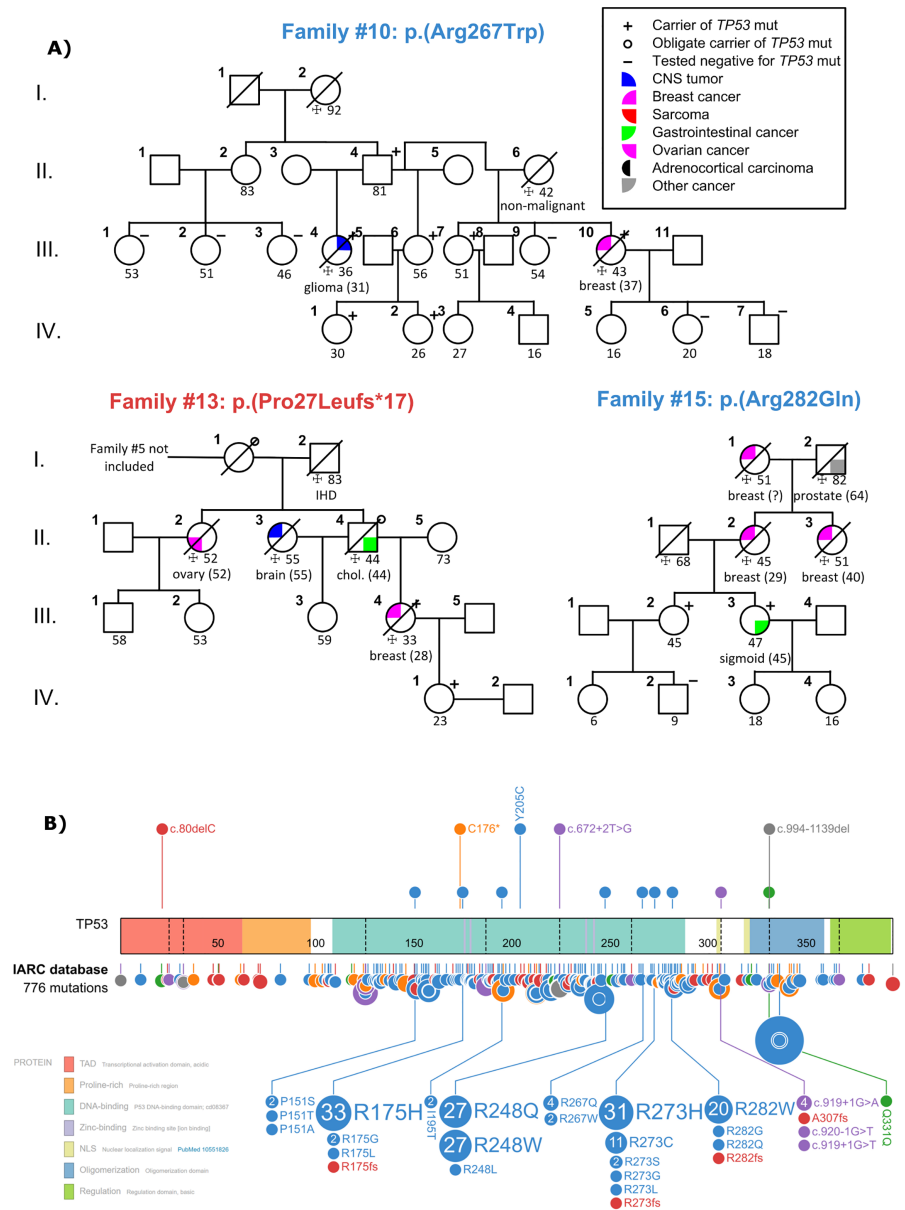 A)
Family #10: p.(Arg267Trp)
+ Carrier of TP53 mut
o Obligate carrier of TP53 mut
– Tested negative for TP53 mut
CNS tumor
Breast cancer
Sarcoma
Gastrointestinal cancer
Ovarian cancer
Adrenocortical carcinoma
Other cancer
I.
1 2
☩ 92
II.
1 2 3 4 + 5 6
83 81 ☩ 42
non-malignant
III.
1 – 2 – 3 – 4 + 5 6 + 7 + 8 9 – 10 + 11
53 51 46 ☩ 36 56 51 54 ☩ 43
glioma (31) breast (37)
IV.
1 + 2 + 3 4 5 6 – 7 –
30 26 27 16 16 20 18
Family #13: p.(Pro27Leufs*17)
I.
Family #5 not
included
1 2
☩ 83
IHD
II.
1 2 3 4 5
☩ 52 ☩ 55 ☩ 44 73
ovary (52) brain (55) chol. (44)
III.
1 2 3 4 + 5
58 53 59 ☩ 33
breast (28)
IV.
1 + 2
23
Family #15: p.(Arg282Gln)
1 2
☩ 51 ☩ 82
breast (?) prostate (64)
1 2 3
☩ 68 ☩ 45 ☩ 51
breast (29) breast (40)
1 2 + 3 + 4
45 47
sigmoid (45)
1 2 – 3 4
6 9 18 16
B)
c.80delC C176* Y205C c.672+2T>G c.994-1139del
TP53
50 100 150 200 250 300 350
IARC database
776 mutations
PROTEIN
TAD Transcriptional activation domain, acidic
Proline-rich Proline-rich region
DNA-binding P53 DNA-binding domain; cd08367
Zinc-binding Zinc binding site [ion binding]
NLS Nuclear localization signal PubMed 10551826
Oligomerization Oligomerization domain
Regulation Regulation domain, basic
2 P151S
P151T
P151A
33 R175H
2 R175G
R175L
R175fs
2 I195T
27 R248Q
27 R248W
R248L
4 R267Q
2 R267W
31 R273H
11 R273C
2 R273S
R273G
R273L
R273fs
20 R282W
R282G
R282Q
R282fs
4 c.919+1G>A
A307fs
c.920-1G>T
c.919+1G>T
Q331Q